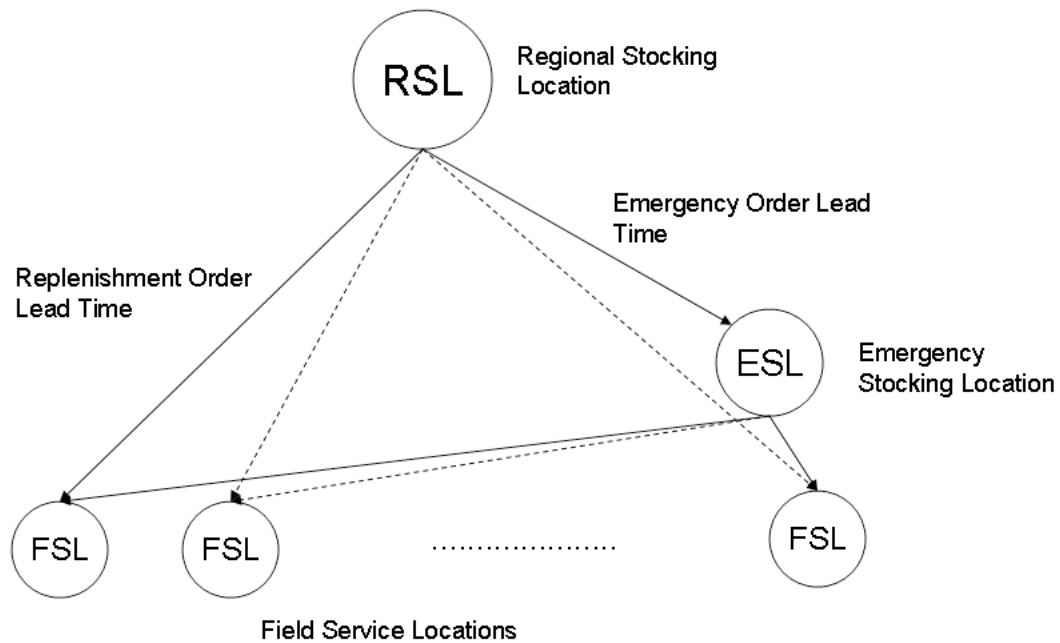 RSL
Regional Stocking
Location
Emergency Order Lead
Time
Replenishment Order
Lead Time
ESL
Emergency
Stocking Location
FSL
FSL
.....................
FSL
Field Service Locations